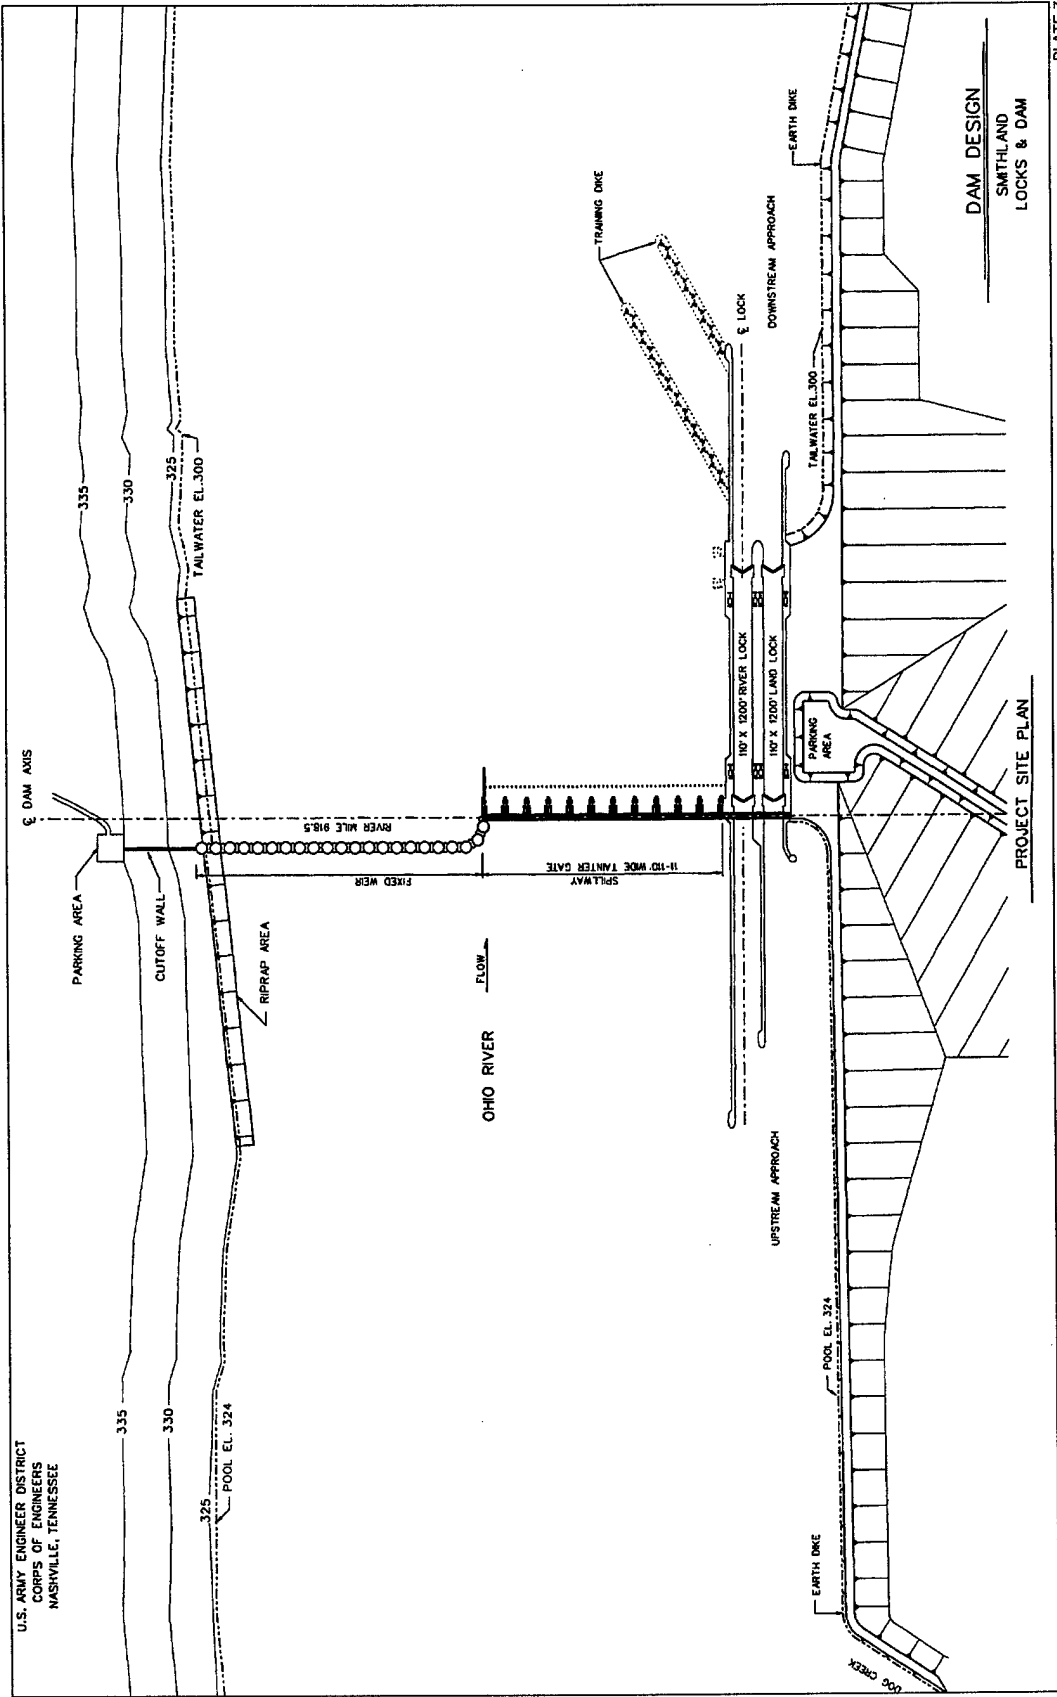 U.S. ARMY ENGINEER DISTRICT
CORPS OF ENGINEERS
NASHVILLE, TENNESSEE
335
330
325
POOL EL. 324
PARKING AREA
CUTOFF WALL
RIPRAP AREA
℄ DAM AXIS
RIVER MILE 918.5
FIXED WEIR
SPILLWAY
11-110' WIDE TAINTER GATE
335
330
325
TAILWATER EL.300
FLOW
OHIO RIVER
TRAINING DIKE
℄ LOCK
110' X 1200' RIVER LOCK
110' X 1200' LAND LOCK
UPSTREAM APPROACH
DOWNSTREAM APPROACH
POOL EL. 324
EARTH DIKE
DOG CREEK
PARKING
AREA
TAILWATER EL.300
EARTH DIKE
PROJECT SITE PLAN
DAM DESIGN
SMITHLAND
LOCKS & DAM